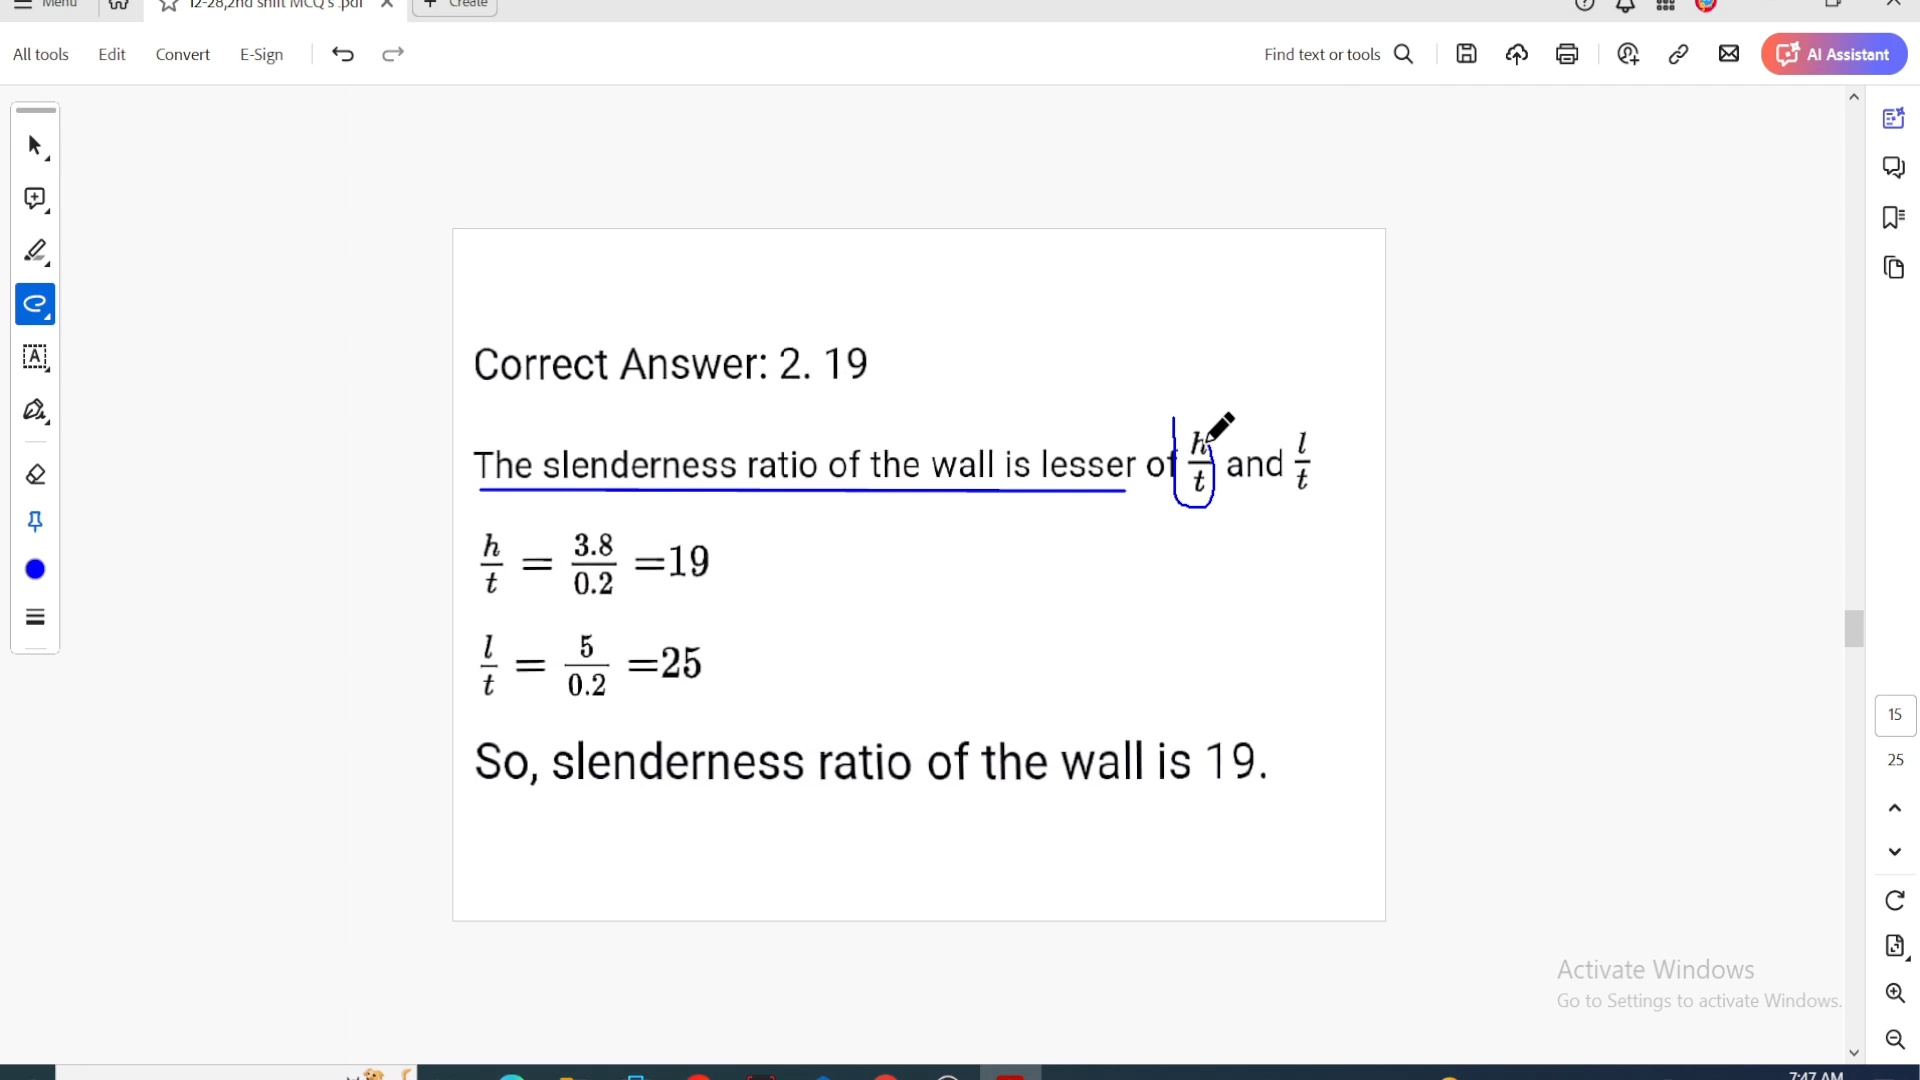 Menu
12-28,2nd shift MCQ's .pdf
Create
All tools
Edit
Convert
E-Sign
Find text or tools
AI Assistant
Correct Answer: 2. 19
The slenderness ratio of the wall is lesser of h/t and l/t
h/t = 3.8/0.2 =19
l/t = 5/0.2 =25
So, slenderness ratio of the wall is 19.
15
25
Activate Windows
Go to Settings to activate Windows.
7:47 AM